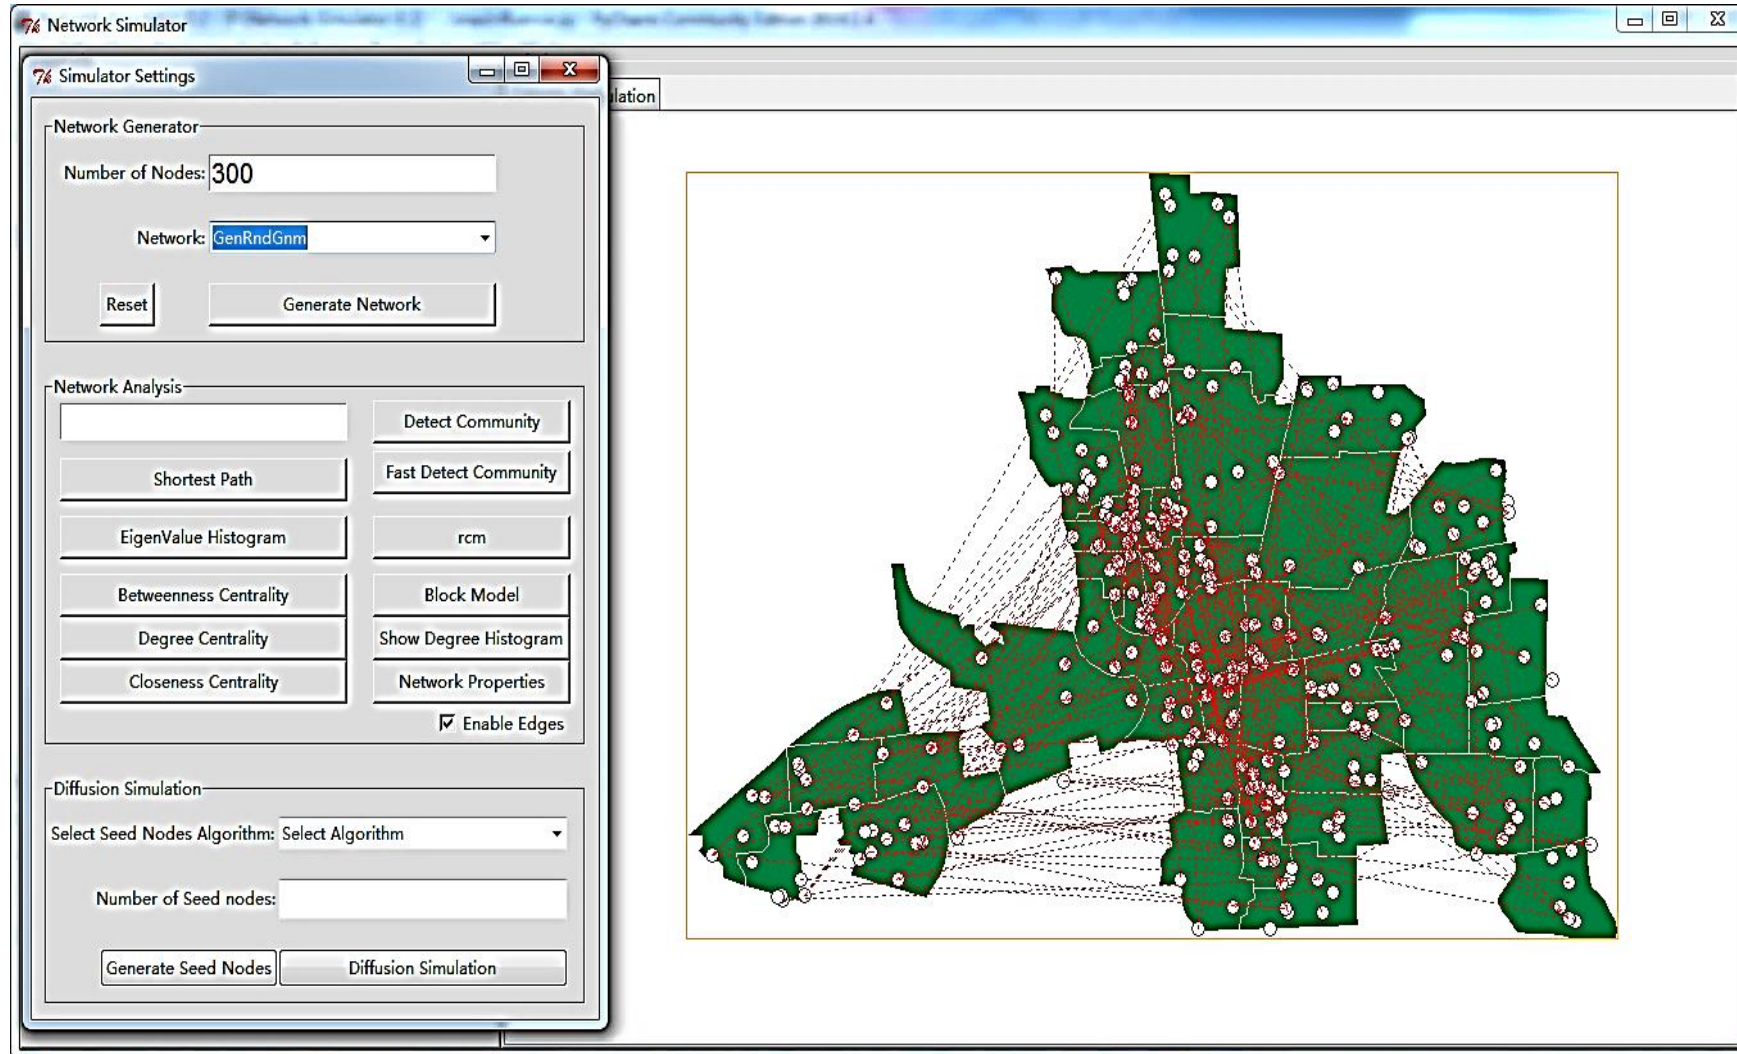 Network Simulator
Simulator Settings
lation
Network Generator
Number of Nodes: 300
Network: GenRndGnm
Reset Generate Network
Network Analysis
Detect Community
Shortest Path Fast Detect Community
EigenValue Histogram rcm
Betweenness Centrality Block Model
Degree Centrality Show Degree Histogram
Closeness Centrality Network Properties
Enable Edges
Diffusion Simulation
Select Seed Nodes Algorithm: Select Algorithm
Number of Seed nodes:
Generate Seed Nodes Diffusion Simulation